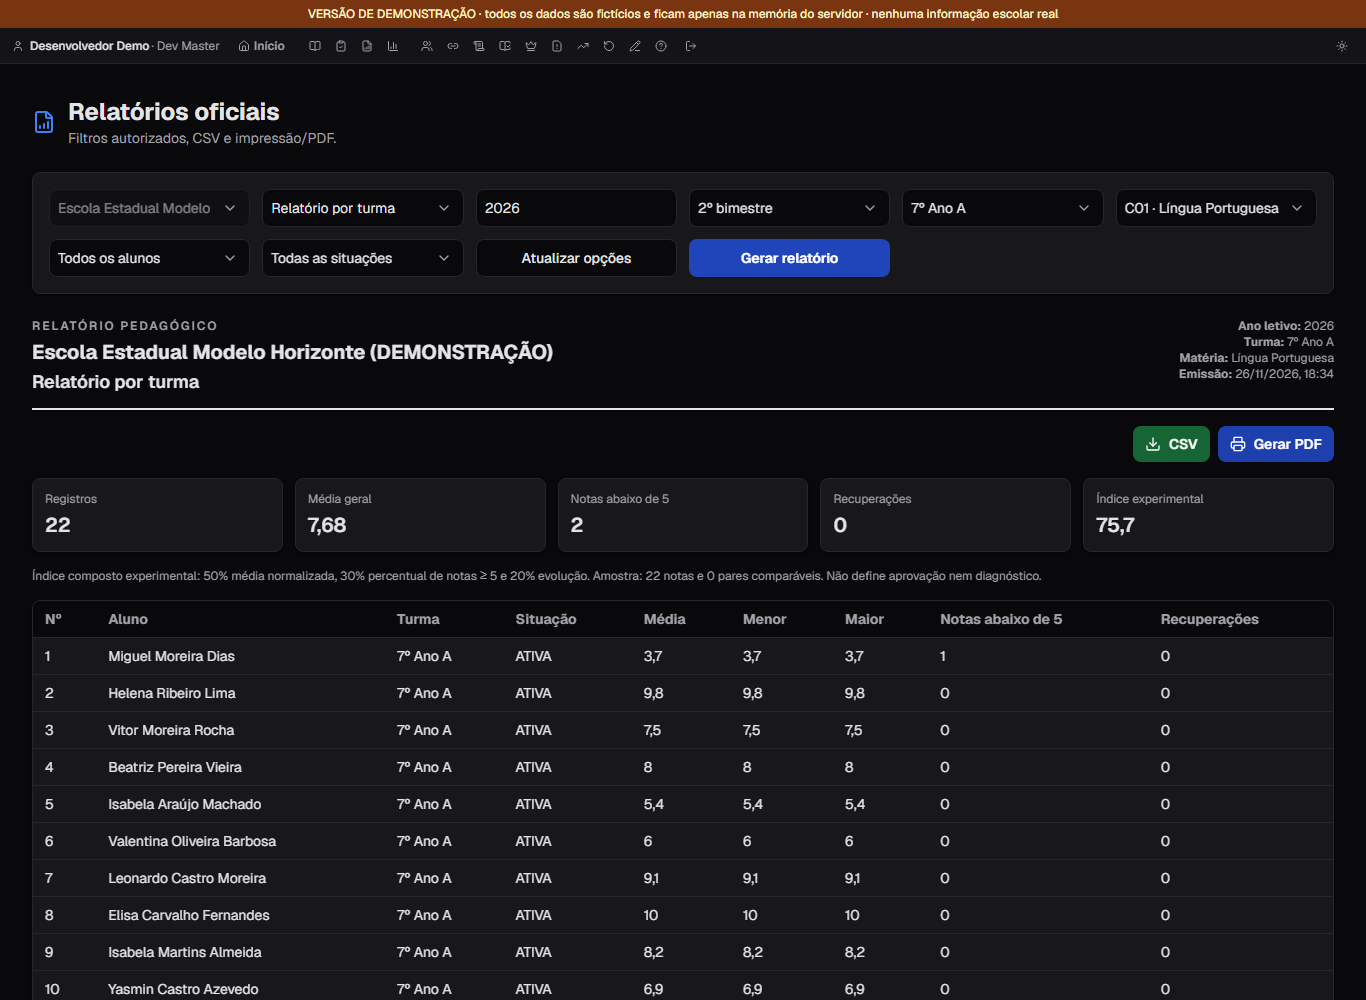 VERSÃO DE DEMONSTRAÇÃO · todos os dados são fictícios e ficam apenas na memória do servidor · nenhuma informação escolar real
Desenvolvedor Demo · Dev Master Início
Relatórios oficiais
Filtros autorizados, CSV e impressão/PDF.
Escola Estadual Modelo Relatório por turma 2026 2º bimestre 7º Ano A C01 · Língua Portuguesa
Todos os alunos Todas as situações Atualizar opções Gerar relatório
RELATÓRIO PEDAGÓGICO
Escola Estadual Modelo Horizonte (DEMONSTRAÇÃO)
Relatório por turma
Ano letivo: 2026
Turma: 7º Ano A
Matéria: Língua Portuguesa
Emissão: 26/11/2026, 18:34
CSV Gerar PDF
Registros Média geral Notas abaixo de 5 Recuperações Índice experimental
22 7,68 2 0 75,7
Índice composto experimental: 50% média normalizada, 30% percentual de notas ≥ 5 e 20% evolução. Amostra: 22 notas e 0 pares comparáveis. Não define aprovação nem diagnóstico.
Nº Aluno Turma Situação Média Menor Maior Notas abaixo de 5 Recuperações
1 Miguel Moreira Dias 7º Ano A ATIVA 3,7 3,7 3,7 1 0
2 Helena Ribeiro Lima 7º Ano A ATIVA 9,8 9,8 9,8 0 0
3 Vitor Moreira Rocha 7º Ano A ATIVA 7,5 7,5 7,5 0 0
4 Beatriz Pereira Vieira 7º Ano A ATIVA 8 8 8 0 0
5 Isabela Araújo Machado 7º Ano A ATIVA 5,4 5,4 5,4 0 0
6 Valentina Oliveira Barbosa 7º Ano A ATIVA 6 6 6 0 0
7 Leonardo Castro Moreira 7º Ano A ATIVA 9,1 9,1 9,1 0 0
8 Elisa Carvalho Fernandes 7º Ano A ATIVA 10 10 10 0 0
9 Isabela Martins Almeida 7º Ano A ATIVA 8,2 8,2 8,2 0 0
10 Yasmin Castro Azevedo 7º Ano A ATIVA 6,9 6,9 6,9 0 0